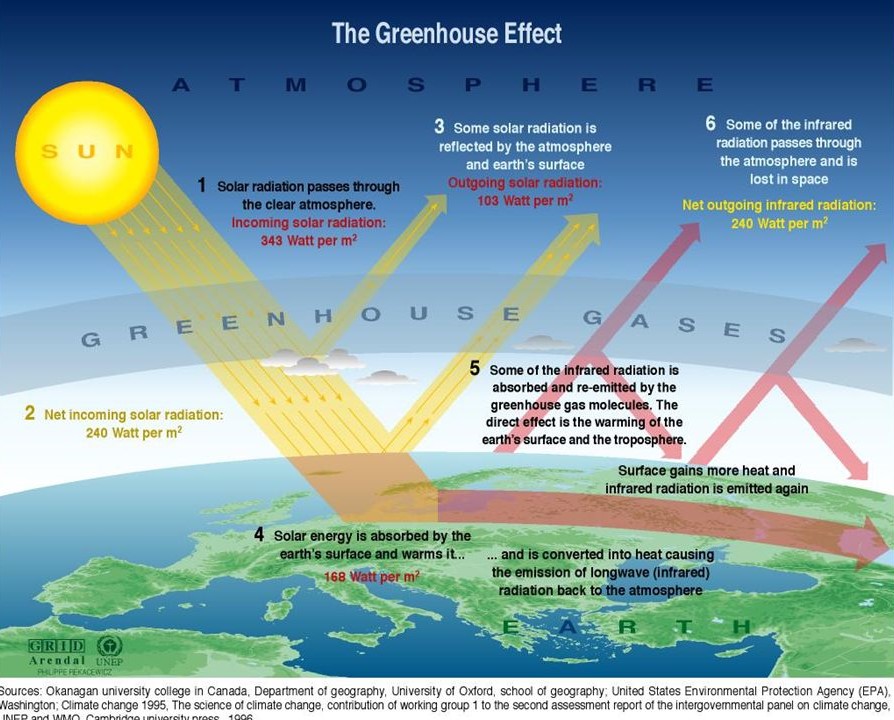 The Greenhouse Effect
ATMOSPHERE
SUN
1 Solar radiation passes through
the clear atmosphere.
Incoming solar radiation:
343 Watt per m²
3 Some solar radiation is
reflected by the atmosphere
and earth's surface
Outgoing solar radiation:
103 Watt per m²
6 Some of the infrared
radiation passes through
the atmosphere and is
lost in space
Net outgoing infrared radiation:
240 Watt per m²
GREENHOUSE GASES
2 Net incoming solar radiation:
240 Watt per m²
5 Some of the infrared radiation is
absorbed and re-emitted by the
greenhouse gas molecules. The
direct effect is the warming of the
earth's surface and the troposphere.
Surface gains more heat and
infrared radiation is emitted again
4 Solar energy is absorbed by the
earth's surface and warms it...
168 Watt per m²
... and is converted into heat causing
the emission of longwave (infrared)
radiation back to the atmosphere
EARTH
GRID
Arendal
UNEP
PHILIPPE REKACEWICZ
Sources: Okanagan university college in Canada, Department of geography, University of Oxford, school of geography; United States Environmental Protection Agency (EPA),
Washington; Climate change 1995, The science of climate change, contribution of working group 1 to the second assessment report of the intergovernmental panel on climate change,
UNEP and WMO, Cambridge university press, 1996.